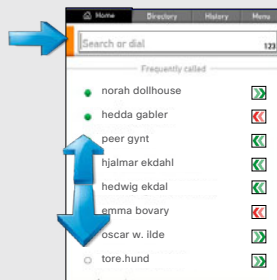 Home Directory History Menu
Search or dial 123
Frequently called
norah dollhouse
hedda gabler
peer gynt
hjalmar ekdahl
hedwig ekdal
emma bovary
oscar w. ilde
tore.hund